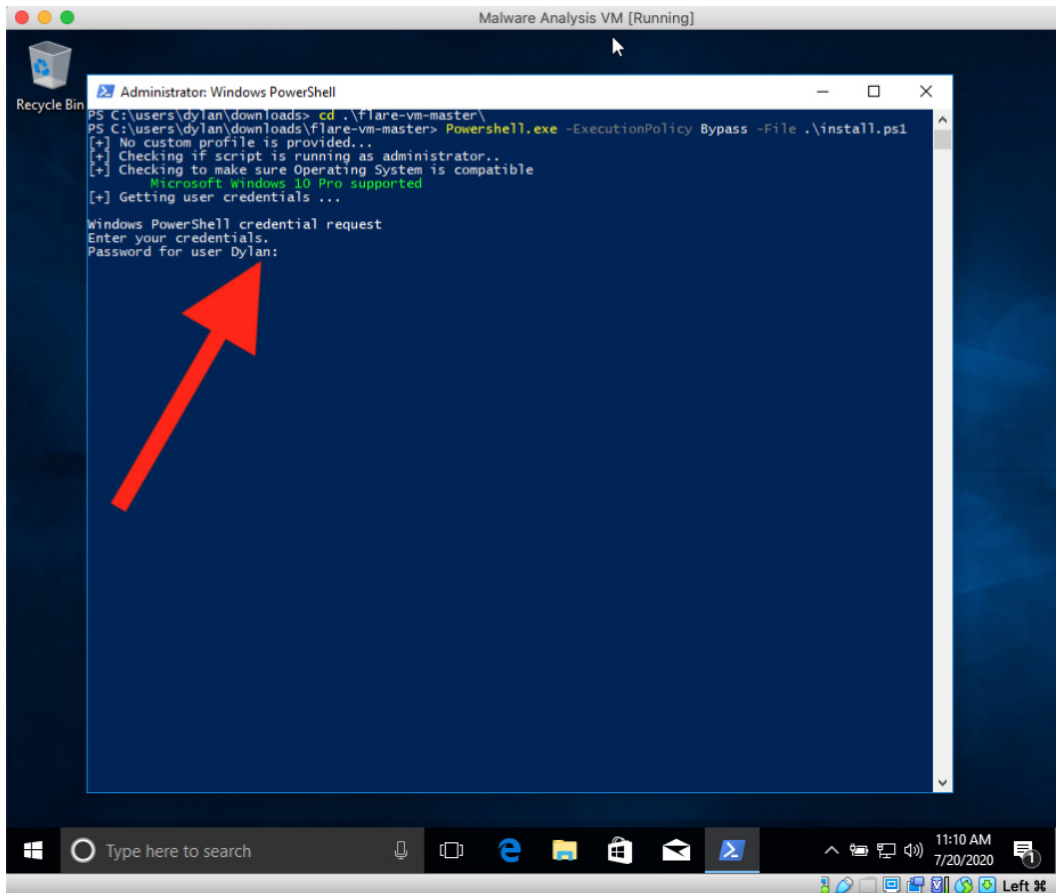 Malware Analysis VM [Running]
Recycle Bin
Administrator: Windows PowerShell
PS C:\users\dylan\downloads> cd .\flare-vm-master\
PS C:\users\dylan\downloads\flare-vm-master> Powershell.exe -ExecutionPolicy Bypass -File .\install.ps1
[+] No custom profile is provided...
[+] Checking if script is running as administrator..
[+] Checking to make sure Operating System is compatible
Microsoft Windows 10 Pro supported
[+] Getting user credentials ...
Windows PowerShell credential request
Enter your credentials.
Password for user Dylan:
Type here to search
11:10 AM
7/20/2020
1
Left ⌘